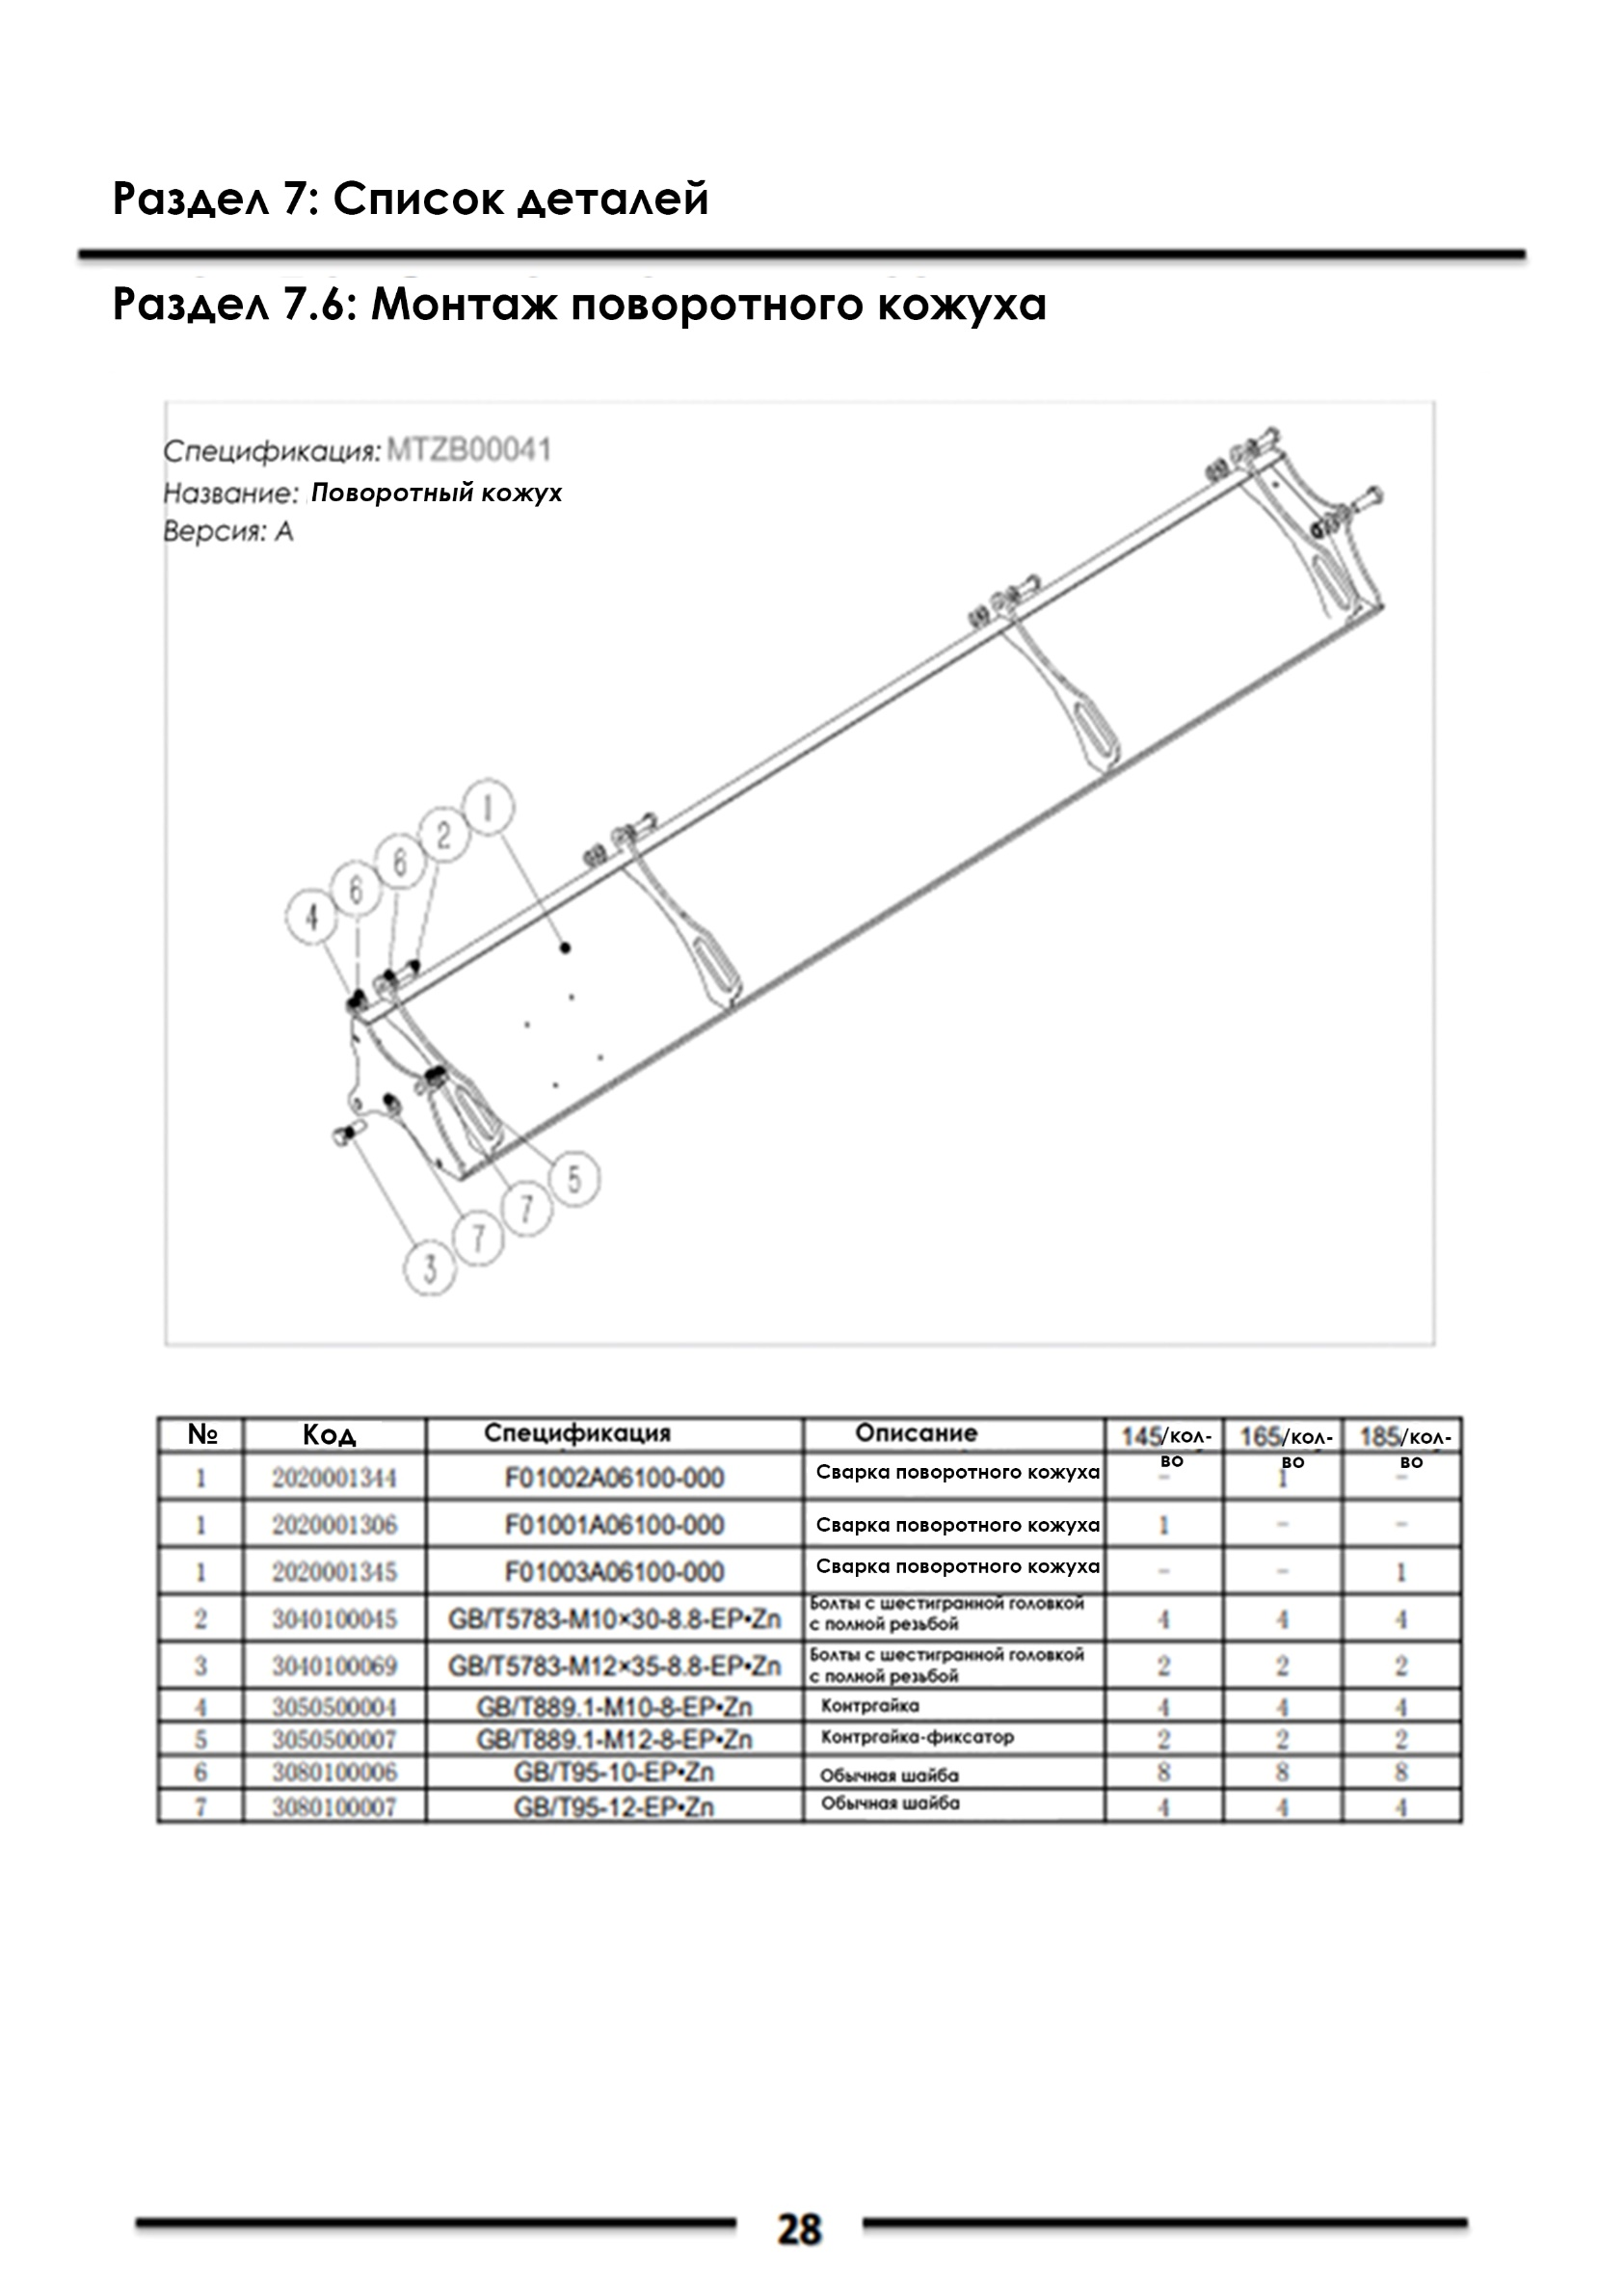 Раздел 7: Список деталей
Раздел 7.6: Монтаж поворотного кожуха
Спецификация: MTZB00041
Название: Поворотный кожух
Версия: А
1
2
6
6
4
5
7
7
3
№ Код Спецификация Описание 145/кол-во 165/кол-во 185/кол-во
1 2020001344 F01002A06100-000 Сварка поворотного кожуха - 1 -
1 2020001306 F01001A06100-000 Сварка поворотного кожуха 1 - -
1 2020001345 F01003A06100-000 Сварка поворотного кожуха - - 1
2 3040100045 GB/T5783-M10×30-8.8-EP•Zn Болты с шестигранной головкой с полной резьбой 4 4 4
3 3040100069 GB/T5783-M12×35-8.8-EP•Zn Болты с шестигранной головкой с полной резьбой 2 2 2
4 3050500004 GB/T889.1-M10-8-EP•Zn Контргайка 4 4 4
5 3050500007 GB/T889.1-M12-8-EP•Zn Контргайка-фиксатор 2 2 2
6 3080100006 GB/T95-10-EP•Zn Обычная шайба 8 8 8
7 3080100007 GB/T95-12-EP•Zn Обычная шайба 4 4 4
28